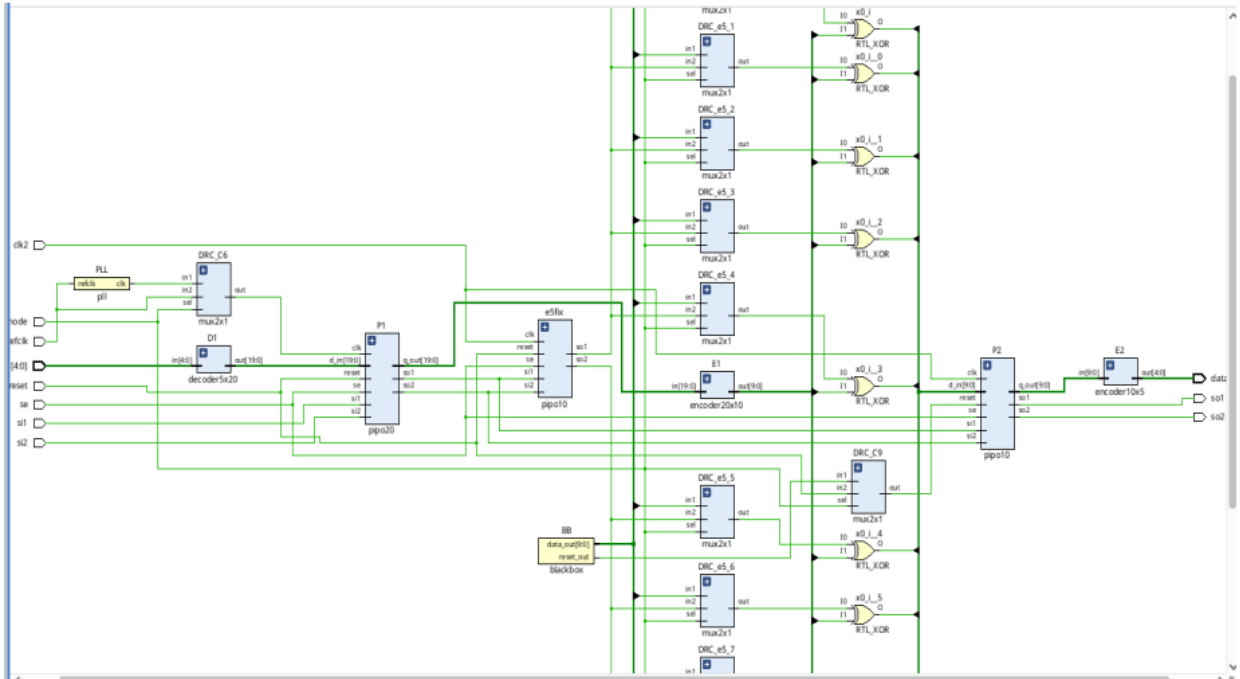 mux2x1
DRC_e5_1
in1
in2
sel
out
mux2x1
x0_i
I0
I1
O
RTL_XOR
x0_i__0
I0
I1
O
RTL_XOR
DRC_e5_2
in1
in2
sel
out
mux2x1
x0_i__1
I0
I1
O
RTL_XOR
DRC_e5_3
in1
in2
sel
out
mux2x1
x0_i__2
I0
I1
O
RTL_XOR
clk2
PLL
refclk clk
pll
DRC_C6
in1
in2
sel
out
mux2x1
node
efclk
[4:0]
reset
se
si1
si2
D1
in[4:0] out[19:0]
decoder5x20
P1
clk
d_in[19:0]
reset
se
si1
si2
q_out[19:0]
so1
so2
pipo20
e5fix
clk
reset
se
si1
si2
so1
so2
pipo10
DRC_e5_4
in1
in2
sel
out
mux2x1
E1
in[19:0] out[9:0]
encoder20x10
x0_i__3
I0
I1
O
RTL_XOR
P2
clk
d_in[9:0]
reset
se
si1
si2
q_out[9:0]
so1
so2
pipo10
E2
in[9:0] out[4:0]
encoder10x5
data
so1
so2
DRC_C9
in1
in2
sel
out
mux2x1
DRC_e5_5
in1
in2
sel
out
mux2x1
BB
data_out[9:0]
reset_out
blackbox
x0_i__4
I0
I1
O
RTL_XOR
DRC_e5_6
in1
in2
sel
out
mux2x1
x0_i__5
I0
I1
O
RTL_XOR
DRC_e5_7
in1